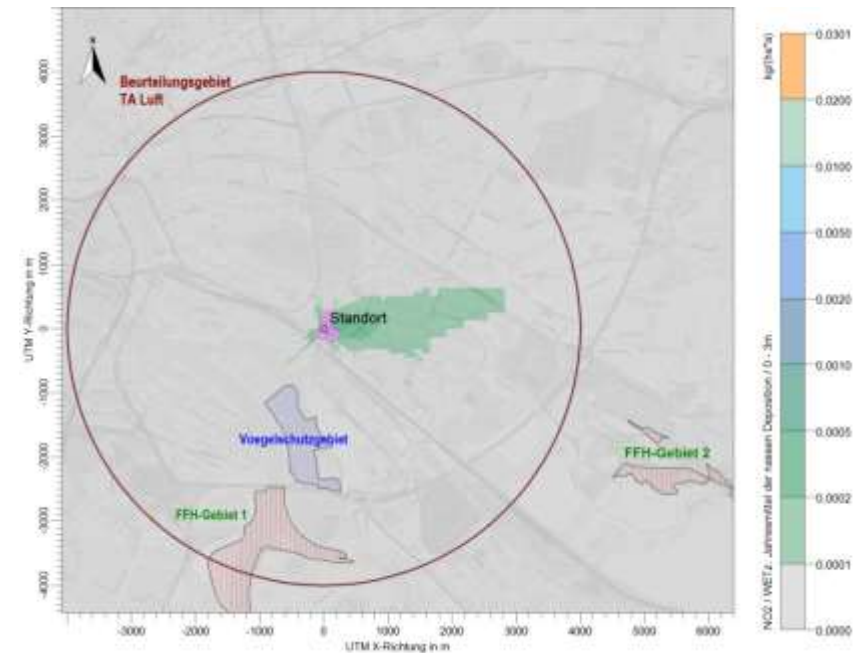 N
Beurteilungsgebiet
TA Luft
Standort
Voegelschutzgebiet
FFH-Gebiet 1
FFH-Gebiet 2
UTM Y-Richtung in m
4000
3000
2000
1000
0
-1000
-2000
-3000
-4000
-3000
-2000
-1000
0
1000
2000
3000
4000
5000
6000
UTM X-Richtung in m
kg/(ha*a)
NO2 / WETz. Jahresmittel der nassen Deposition / 0 - 3m
0.0301
0.0200
0.0100
0.0050
0.0020
0.0010
0.0005
0.0002
0.0001
0.0000